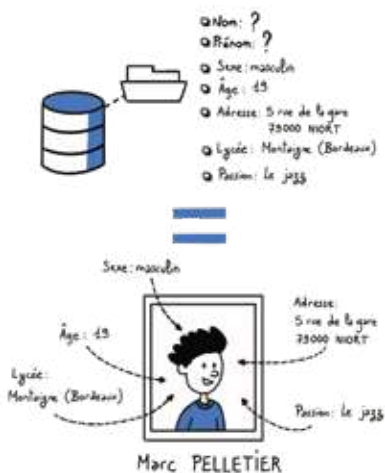 Nom: ?
Prénom: ?
Sexe: masculin
Âge: 19
Adresse: 5 rue de la gare
79000 NIORT
Lycée: Montaigne (Bordeaux)
Passion: Le jazz
Sexe: masculin
Âge: 19
Adresse:
5 rue de la gare
79000 NIORT
Lycée:
Montaigne (Bordeaux)
Passion: Le jazz
Marc PELLETIER